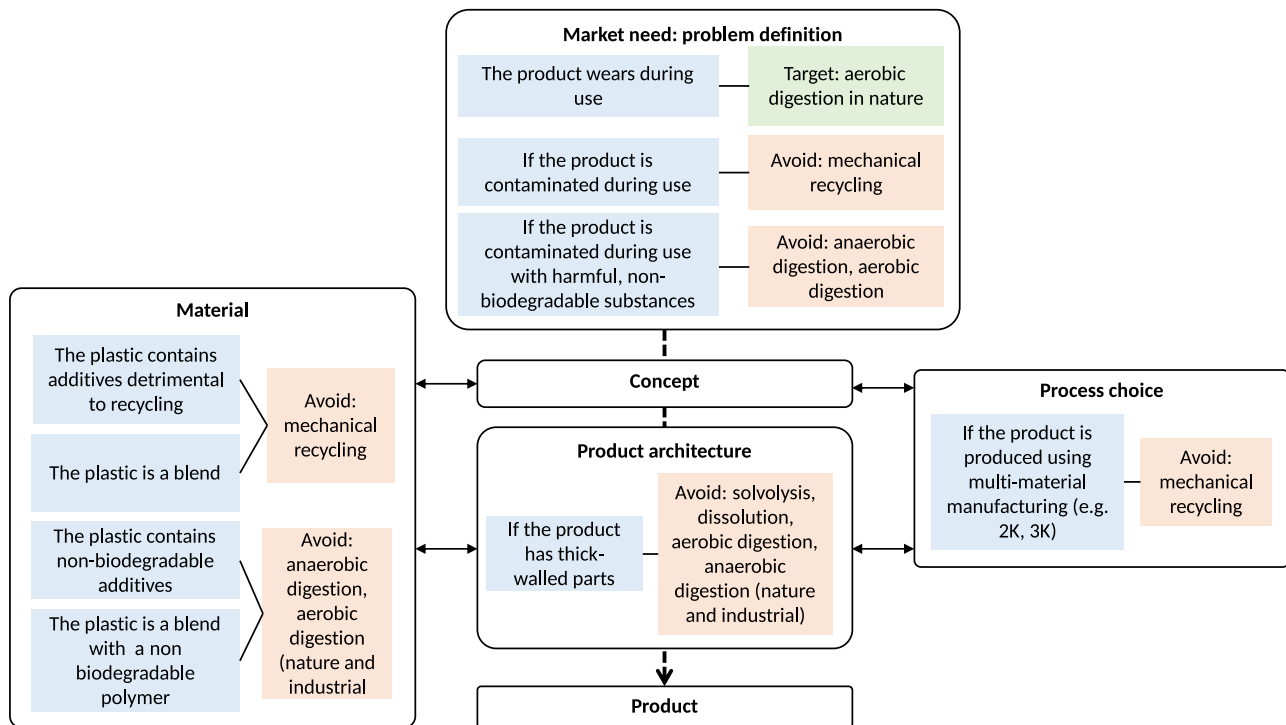 Market need: problem definition
The product wears during
use
Target: aerobic
digestion in nature
If the product is
contaminated during use
Avoid: mechanical
recycling
If the product is
contaminated during use
with harmful, non-
biodegradable substances
Avoid: anaerobic
digestion, aerobic
digestion
Material
The plastic contains
additives detrimental
to recycling
The plastic is a blend
Avoid:
mechanical
recycling
The plastic contains
non-biodegradable
additives
The plastic is a blend
with a non
biodegradable
polymer
Avoid:
anaerobic
digestion,
aerobic
digestion
(nature and
industrial
Concept
Product architecture
If the product
has thick-
walled parts
Avoid: solvolysis,
dissolution,
aerobic digestion,
anaerobic
digestion (nature
and industrial)
Process choice
If the product is
produced using
multi-material
manufacturing (e.g.
2K, 3K)
Avoid:
mechanical
recycling
Product